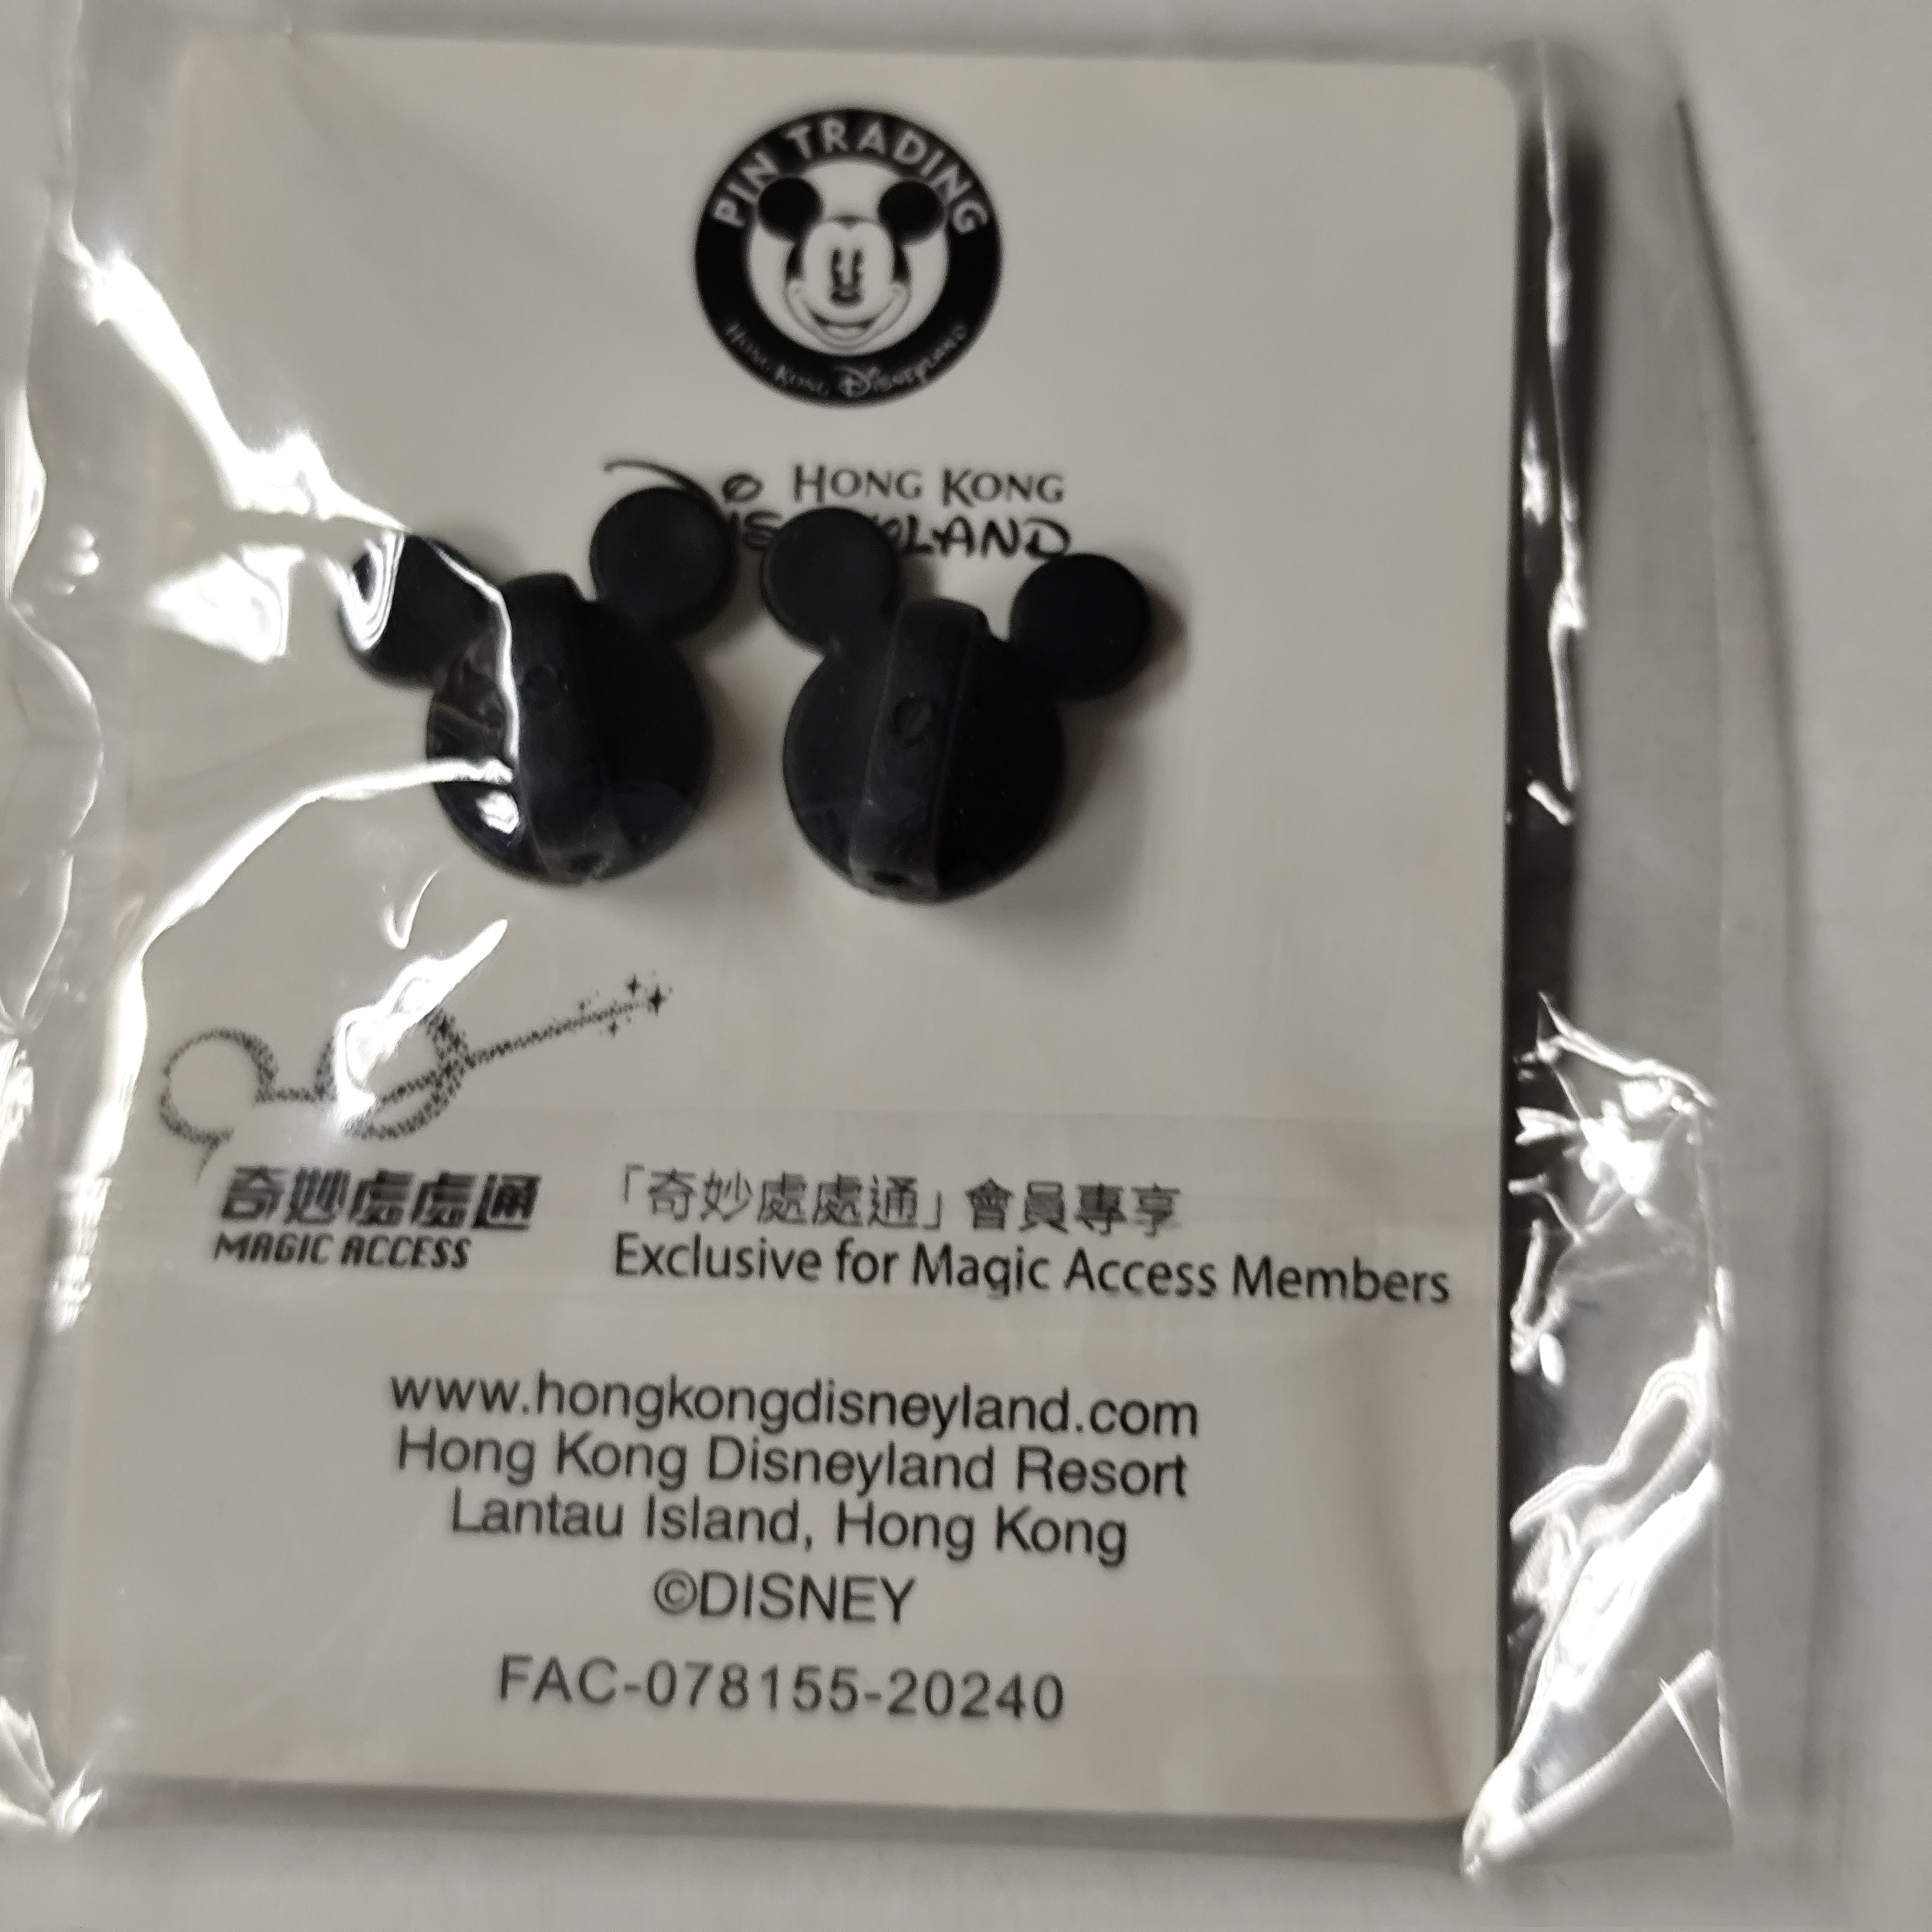 PIN TRADING
HONG KONG DISNEYLAND
HONG KONG
LAND
奇妙處處通
MAGIC ACCESS
「奇妙處處通」會員專享
Exclusive for Magic Access Members
www.hongkongdisneyland.com
Hong Kong Disneyland Resort
Lantau Island, Hong Kong
©DISNEY
FAC-078155-20240